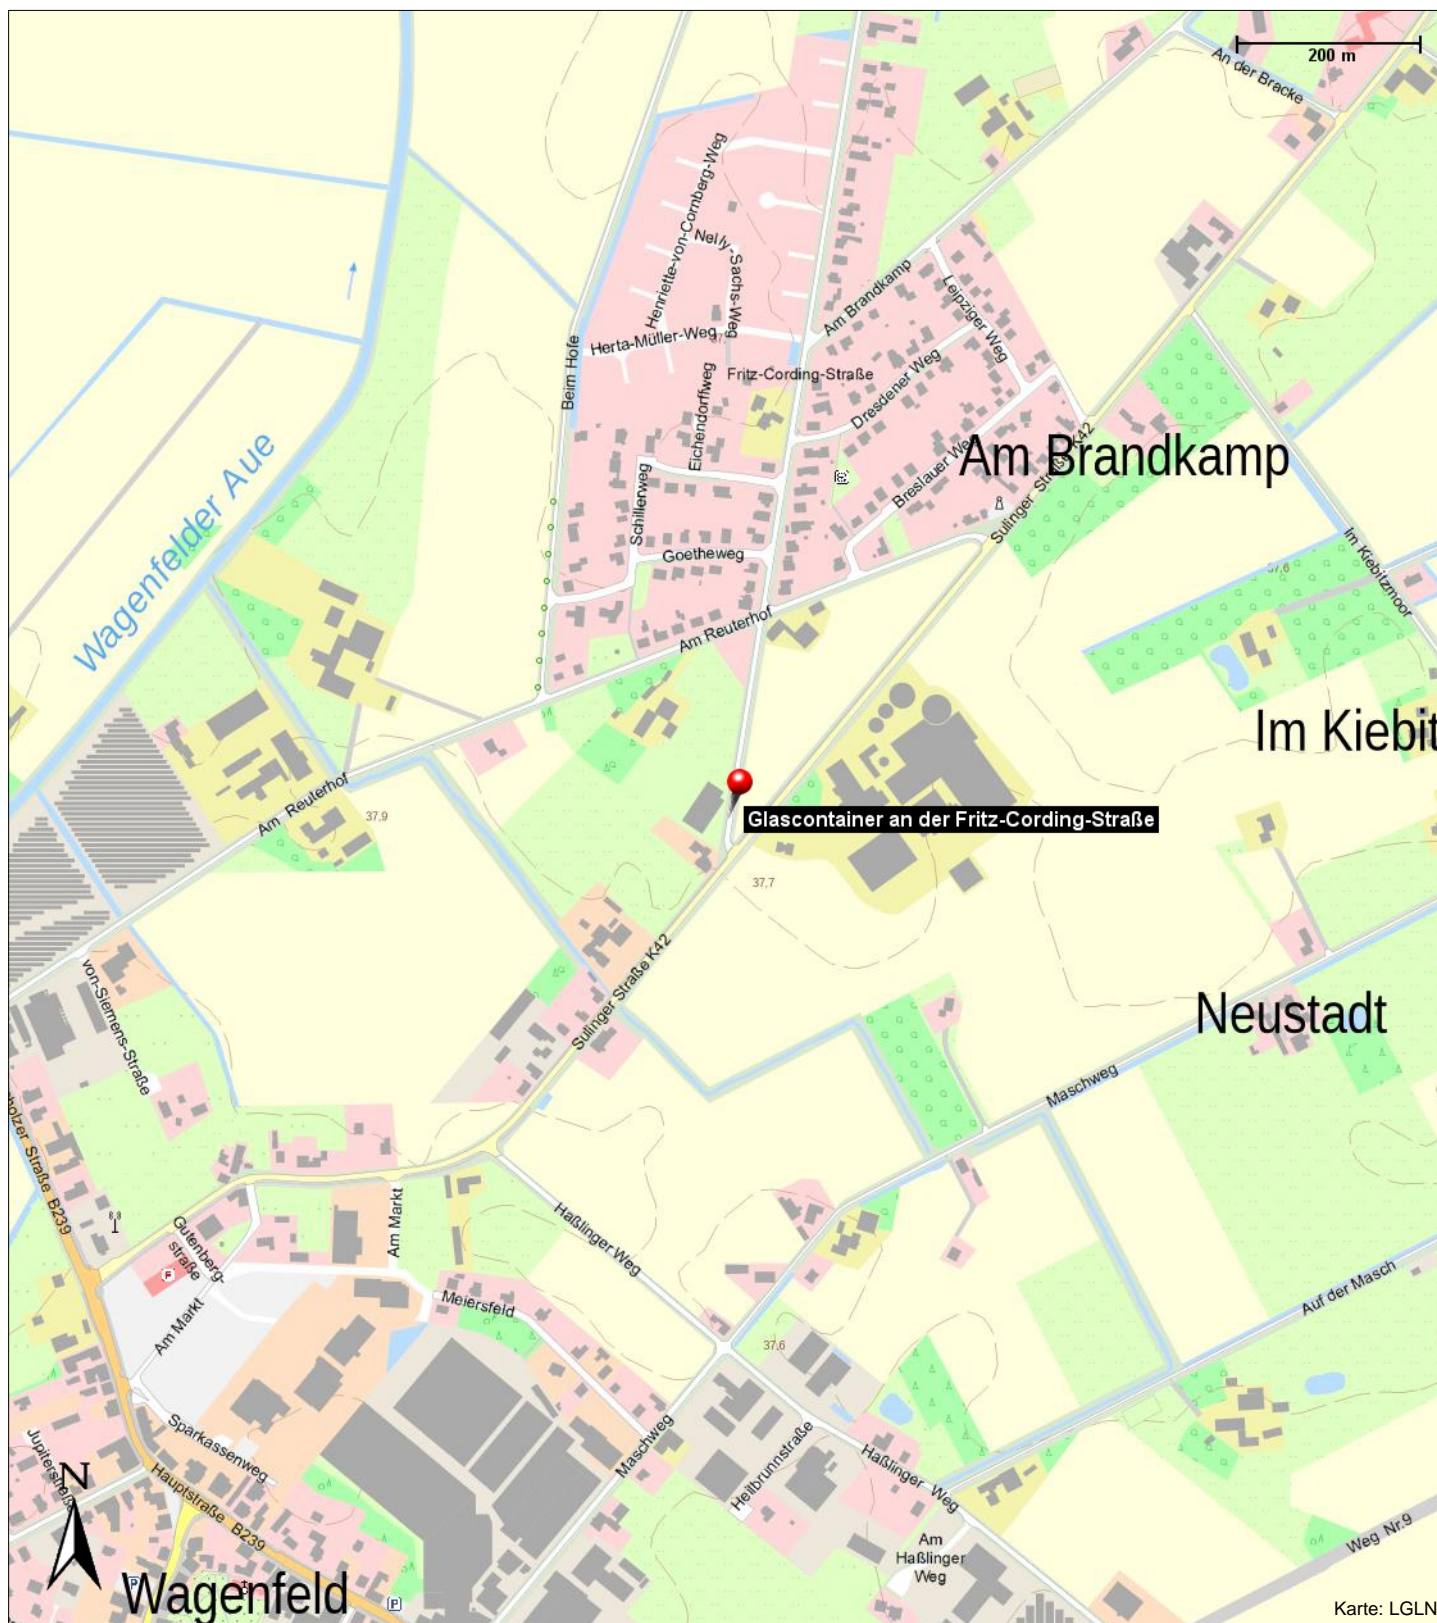 200 m
An der Bracke
Henriette-von-Cornberg-Weg
Nelly-Sachs-Weg
Herta-Müller-Weg
Beim Hofe
Am Brandkamp
Leipziger Weg
Fritz-Cording-Straße
Dresdener Weg
Eichendorffweg
Breslauer Weg
Am Brandkamp
Sulinger Straße K42
Wagenfelder Aue
Schillerweg
Goetheweg
Im Kiebitzmoor
37,6
Am Reuterhof
Im Kiebit
Am Reuterhof
37,9
Glascontainer an der Fritz-Cording-Straße
37,7
Sulinger Straße K42
von-Siemens-Straße
Neustadt
Maschweg
holzer Straße B239
Am Markt
Haßlinger Weg
Gutenberg-
straße
F
Am Markt
Meiersfeld
Auf der Masch
37,6
Sparkassenweg
Maschweg
Heilbrunnstraße
Haßlinger Weg
Jupiterstraße
N
Hauptstraße B239
Am
Haßlinger
Weg
Weg Nr.9
P
Wagenfeld
P
Karte: LGLN